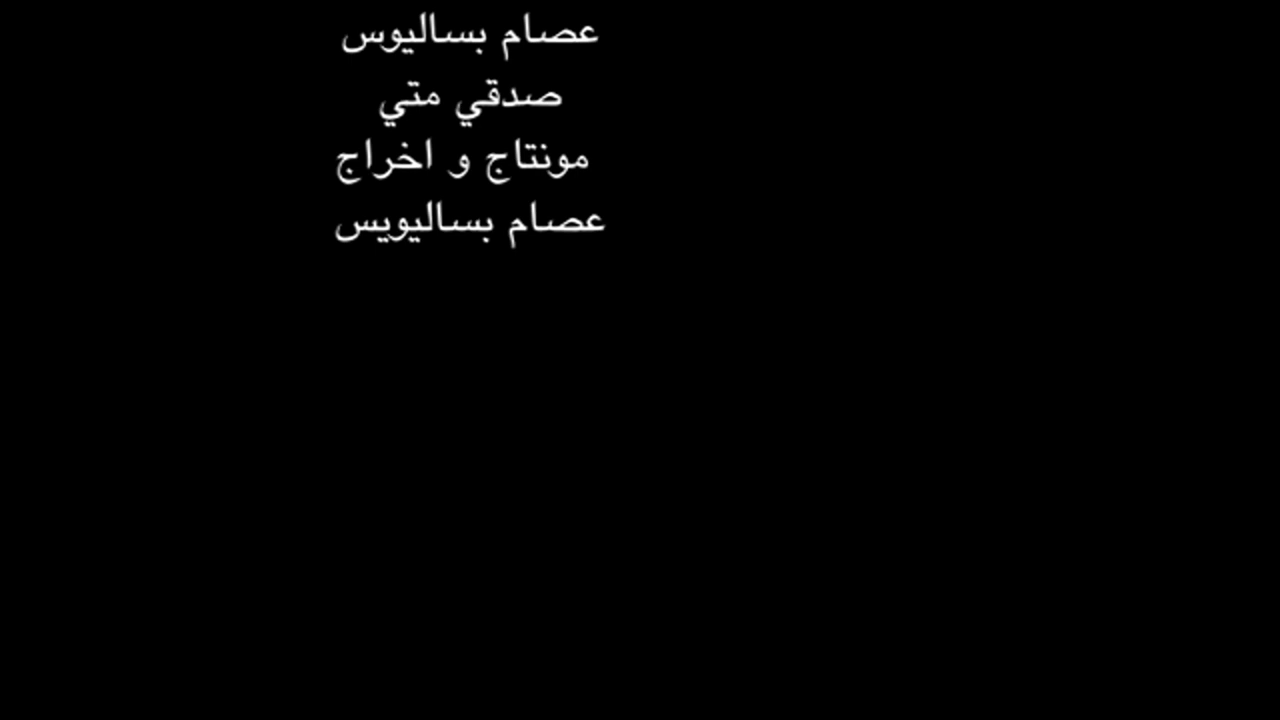 عصام بساليوس
صدقي متي
مونتاج و اخراج
عصام بساليويس